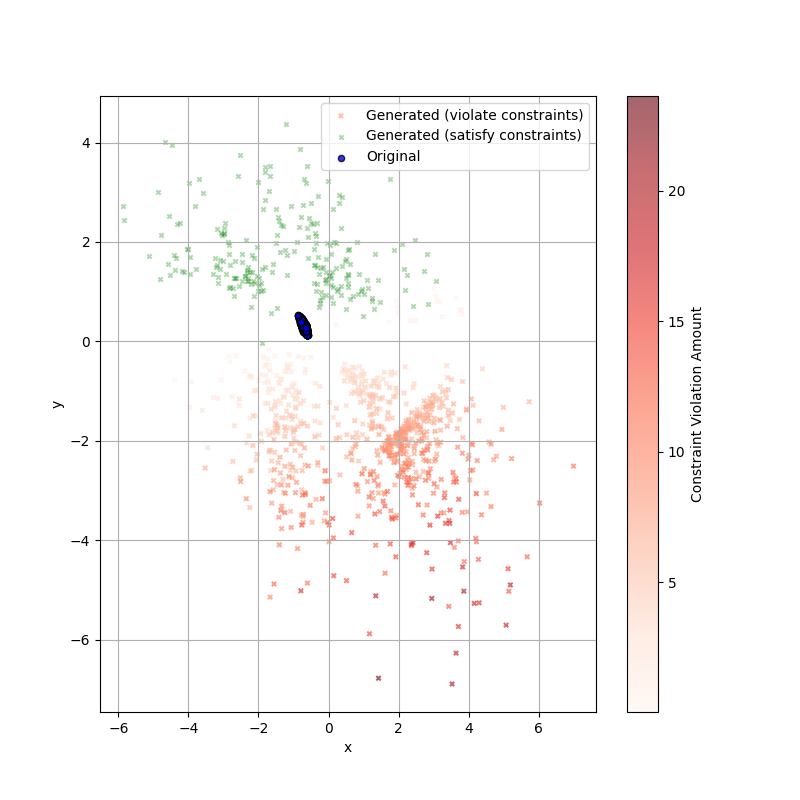 Generated (violate constraints)
Generated (satisfy constraints)
Original
4
2
0
−2
−4
−6
y
−6
−4
−2
0
2
4
6
x
20
15
10
5
Constraint Violation Amount